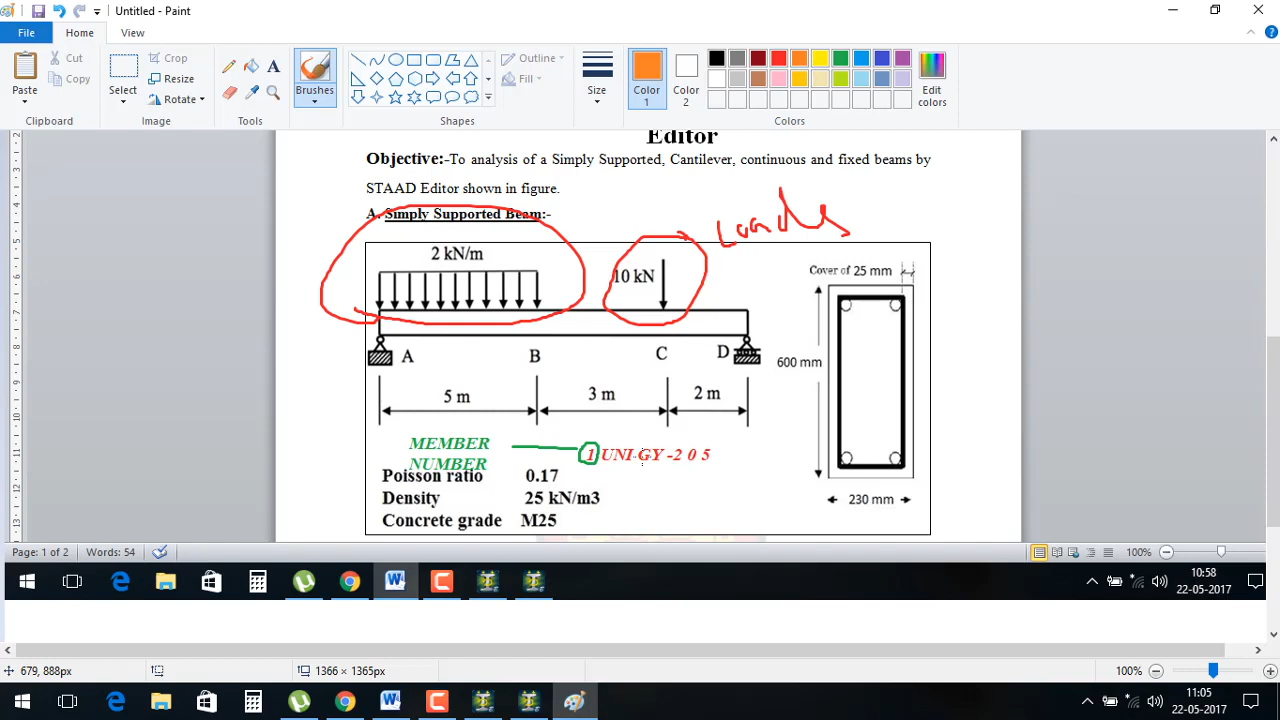 Untitled - Paint
File Home View
Paste Cut Copy Select Crop Resize Rotate A Brushes Outline Fill Size Color 1 Color 2 Edit colors
Clipboard Image Tools Shapes Colors
Editor
Objective:-To analysis of a Simply Supported, Cantilever, continuous and fixed beams by
STAAD Editor shown in figure.
A. Simply Supported Beam:-
Loads
2 kN/m
10 kN
Cover of 25 mm
A B C D
600 mm
5 m 3 m 2 m
MEMBER
NUMBER
1 UNI GY -2 0 5
Poisson ratio 0.17
Density 25 kN/m3
Concrete grade M25
230 mm
Page: 1 of 2 Words: 54 100%
10:58
22-05-2017
679, 888px 1366 × 1365px 100%
11:05
22-05-2017